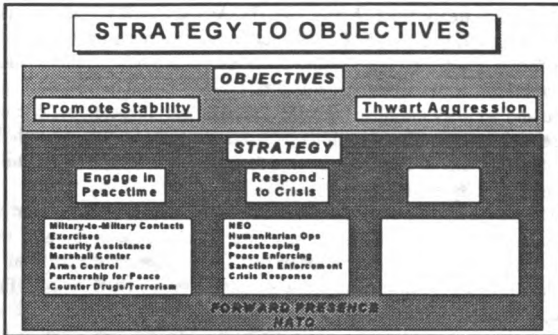 STRATEGY TO OBJECTIVES
OBJECTIVES
Promote Stability
Thwart Aggression
STRATEGY
Engage in
Peacetime
Respond
to Crisis
Military-to-Military Contacts
Exercises
Security Assistance
Marshall Center
Arms Control
Partnership for Peace
Counter Drugs/Terrorism
NEO
Humanitarian Ops
Peacekeeping
Peace Enforcing
Sanction Enforcement
Crisis Response
FORWARD PRESENCE
NATO